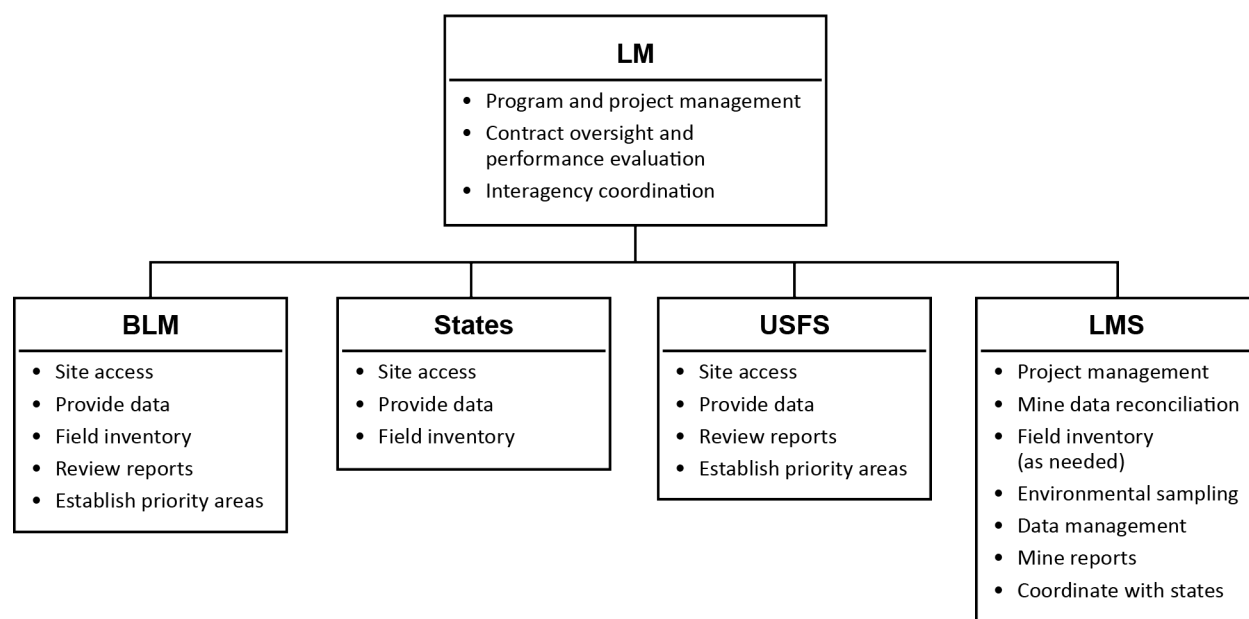 LM
• Program and project management
• Contract oversight and
performance evaluation
• Interagency coordination
BLM
• Site access
• Provide data
• Field inventory
• Review reports
• Establish priority areas
States
• Site access
• Provide data
• Field inventory
USFS
• Site access
• Provide data
• Review reports
• Establish priority areas
LMS
• Project management
• Mine data reconciliation
• Field inventory
(as needed)
• Environmental sampling
• Data management
• Mine reports
• Coordinate with states